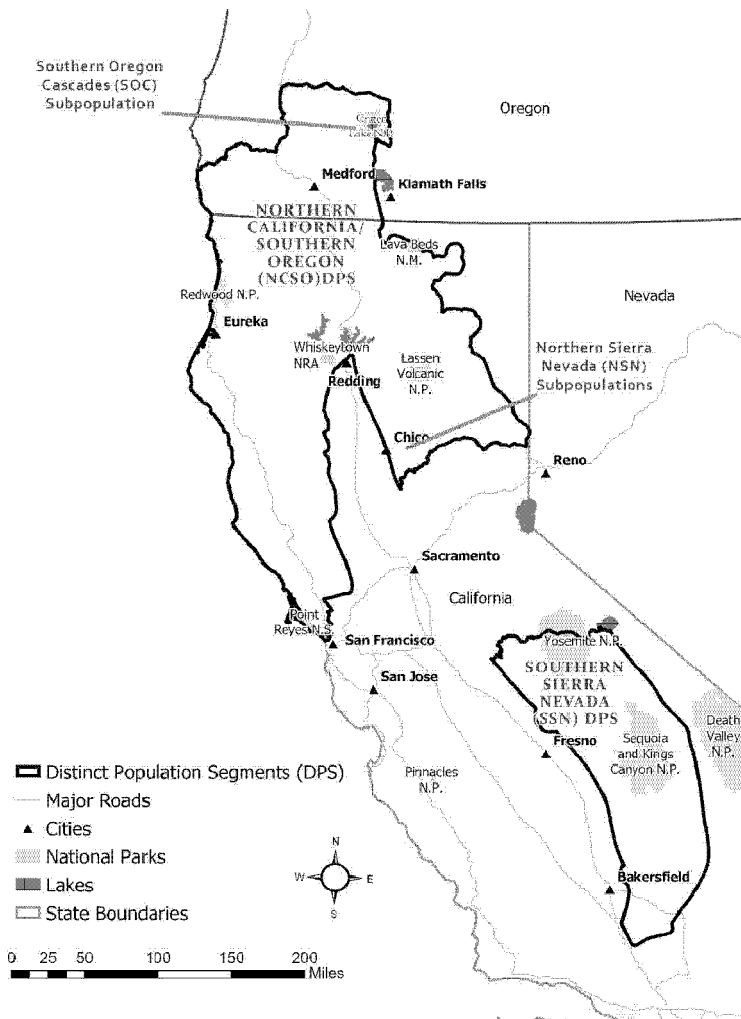 Southern Oregon
Cascades (SOC)
Subpopulation
Oregon
Crater
Lake N.P.
Medford
Klamath Falls
NORTHERN
CALIFORNIA/
SOUTHERN
OREGON
(NCSO)DPS
Lava Beds
N.M.
Redwood N.P.
Nevada
Eureka
Whiskeytown
NRA
Lassen
Volcanic
N.P.
Northern Sierra
Nevada (NSN)
Subpopulations
Redding
Chico
Reno
Sacramento
California
Point
Reyes N.S.
San Francisco
Yosemite N.P.
San Jose
SOUTHERN
SIERRA
NEVADA
(SSN) DPS
Fresno
Sequoia
and Kings
Canyon N.P.
Death
Valley
N.P.
Pinnacles
N.P.
Bakersfield
Distinct Population Segments (DPS)
Major Roads
Cities
National Parks
Lakes
State Boundaries
N
W E
S
0 25 50 100 150 200
Miles